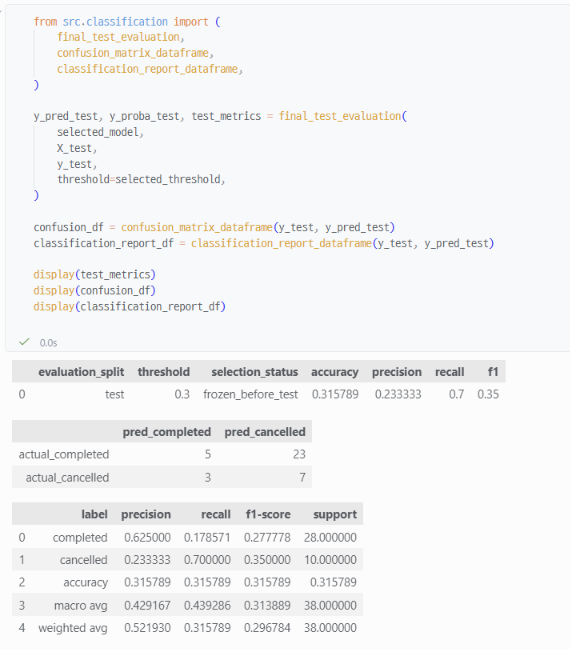 from src.classification import (
    final_test_evaluation,
    confusion_matrix_dataframe,
    classification_report_dataframe,
)
y_pred_test, y_proba_test, test_metrics = final_test_evaluation(
    selected_model,
    X_test,
    y_test,
    threshold=selected_threshold,
)
confusion_df = confusion_matrix_dataframe(y_test, y_pred_test)
classification_report_df = classification_report_dataframe(y_test, y_pred_test)
display(test_metrics)
display(confusion_df)
display(classification_report_df)
0.0s
evaluation_split threshold selection_status accuracy precision recall f1
0 test 0.3 frozen_before_test 0.315789 0.233333 0.7 0.35
pred_completed pred_cancelled
actual_completed 5 23
actual_cancelled 3 7
label precision recall f1-score support
0 completed 0.625000 0.178571 0.277778 28.000000
1 cancelled 0.233333 0.700000 0.350000 10.000000
2 accuracy 0.315789 0.315789 0.315789 0.315789
3 macro avg 0.429167 0.439286 0.313889 38.000000
4 weighted avg 0.521930 0.315789 0.296784 38.000000